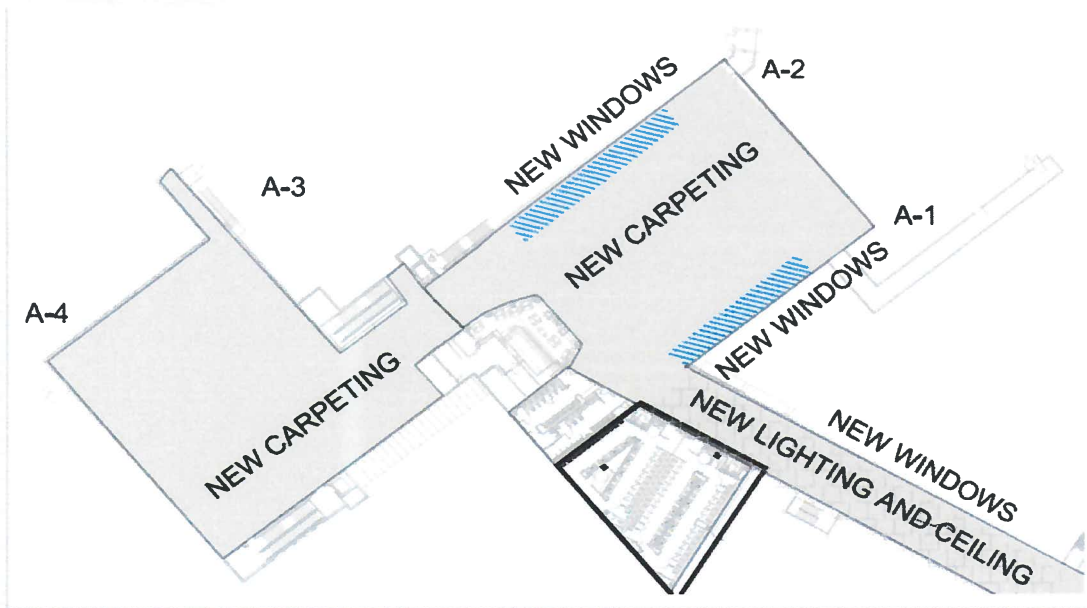 NEW WINDOWS
A-2
A-3
NEW CARPETING
A-1
A-4
NEW WINDOWS
NEW CARPETING
NEW WINDOWS
NEW LIGHTING AND CEILING